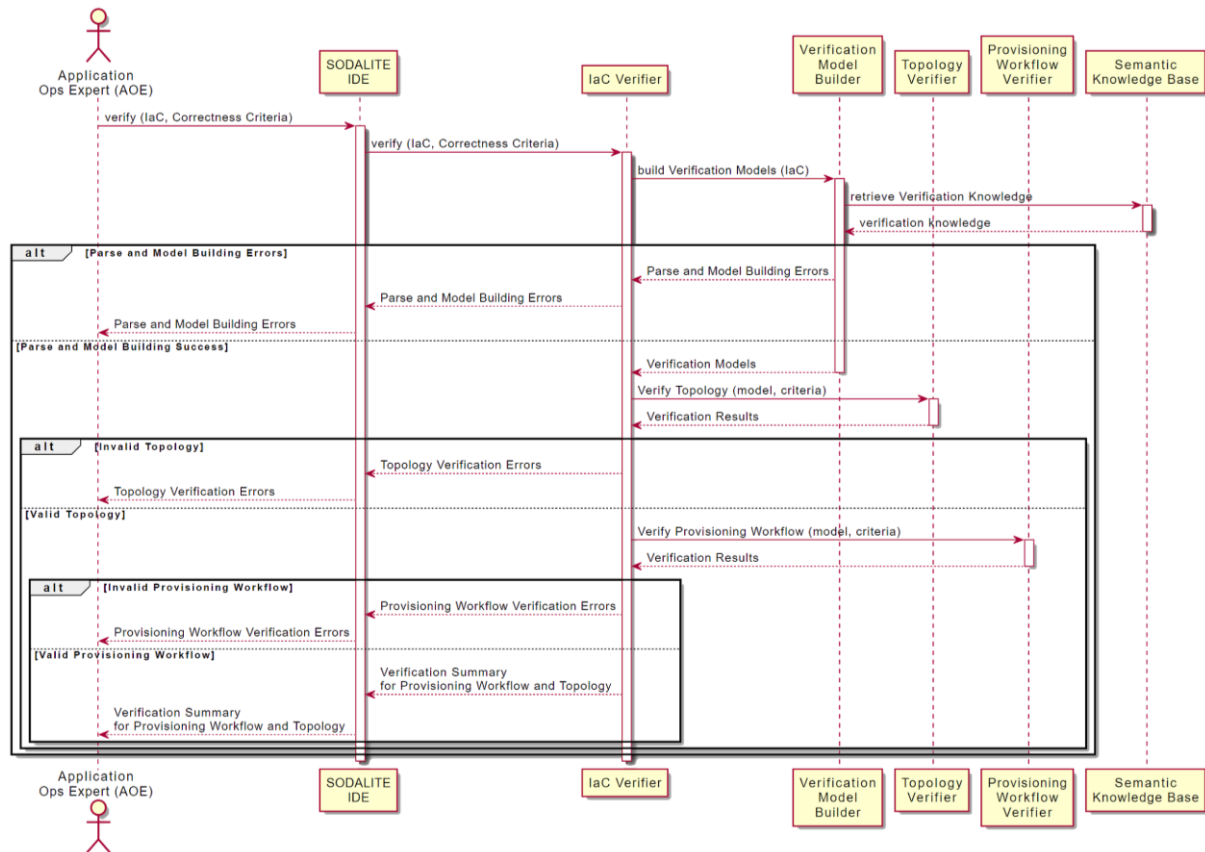 Application
Ops Expert (AOE)
SODALITE
IDE
IaC Verifier
Verification
Model
Builder
Topology
Verifier
Provisioning
Workflow
Verifier
Semantic
Knowledge Base
verify (IaC, Correctness Criteria)
verify (IaC, Correctness Criteria)
build Verification Models (IaC)
retrieve Verification Knowledge
verification knowledge
alt
[Parse and Model Building Errors]
Parse and Model Building Errors
Parse and Model Building Errors
Parse and Model Building Errors
[Parse and Model Building Success]
Verification Models
Verify Topology (model, criteria)
Verification Results
alt
[Invalid Topology]
Topology Verification Errors
Topology Verification Errors
[Valid Topology]
Verify Provisioning Workflow (model, criteria)
Verification Results
alt
[Invalid Provisioning Workflow]
Provisioning Workflow Verification Errors
Provisioning Workflow Verification Errors
[Valid Provisioning Workflow]
Verification Summary
for Provisioning Workflow and Topology
Verification Summary
for Provisioning Workflow and Topology
Application
Ops Expert (AOE)
SODALITE
IDE
IaC Verifier
Verification
Model
Builder
Topology
Verifier
Provisioning
Workflow
Verifier
Semantic
Knowledge Base